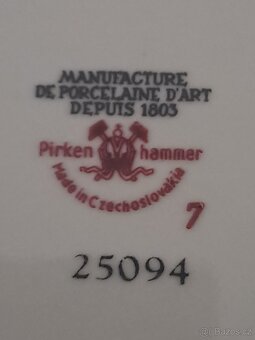 MANUFACTURE
DE PORCELAINE D'ART
DEPUIS 1803
Pirken hammer
Made in Czechoslovakia
7
25094